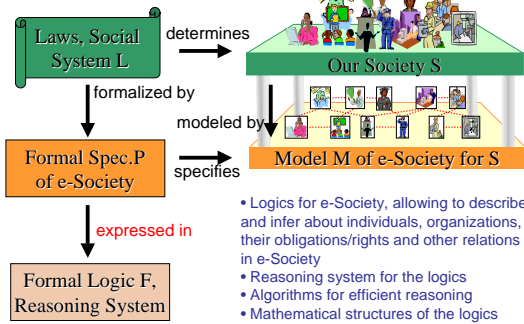 Laws, Social
System L
determines
Our Society S
formalized by
modeled by
Formal Spec.P
of e-Society
specifies
Model M of e-Society for S
expressed in
Formal Logic F,
Reasoning System
• Logics for e-Society, allowing to describe
and infer about individuals, organizations,
their obligations/rights and other relations
in e-Society
• Reasoning system for the logics
• Algorithms for efficient reasoning
• Mathematical structures of the logics